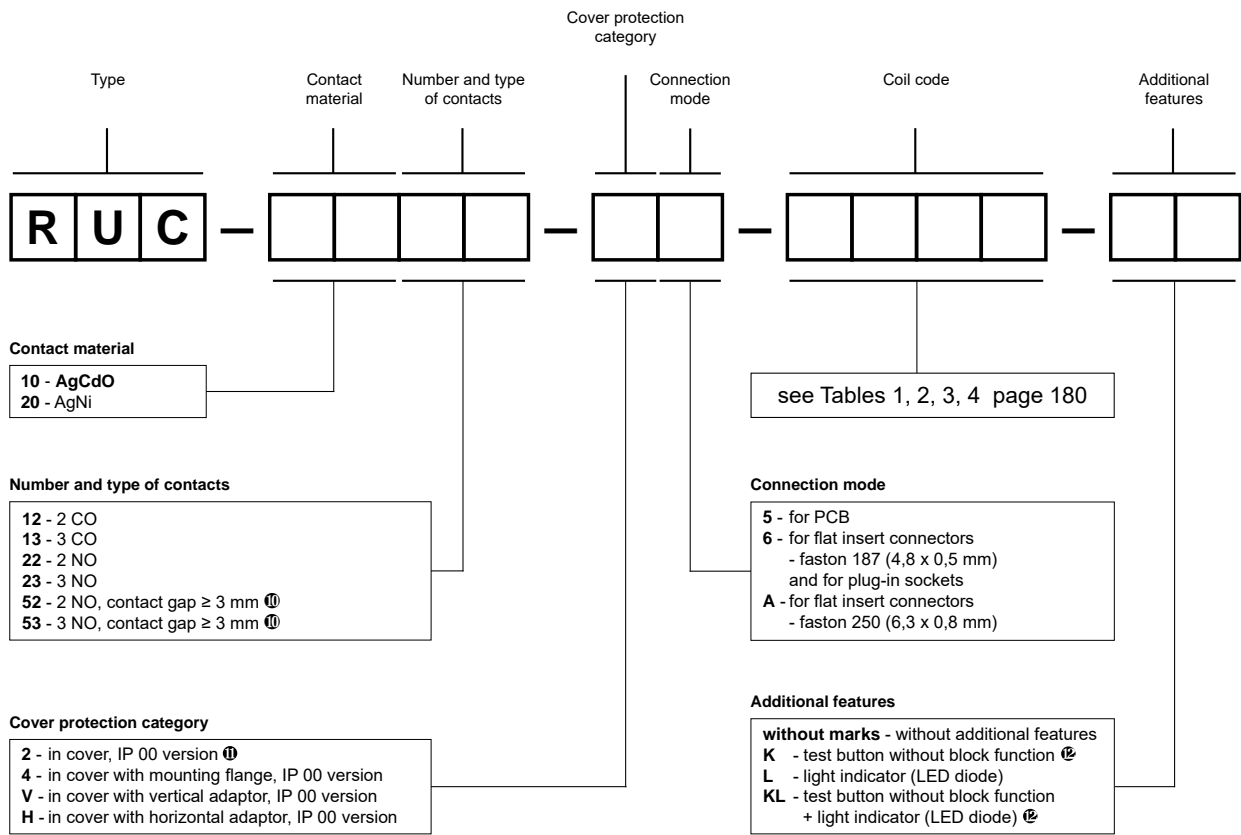 Cover protection
category
Type
Contact
material
Number and type
of contacts
Connection
mode
Coil code
Additional
features
R U C – – – –
Contact material
10 - AgCdO
20 - AgNi
see Tables 1, 2, 3, 4 page 180
Number and type of contacts
12 - 2 CO
13 - 3 CO
22 - 2 NO
23 - 3 NO
52 - 2 NO, contact gap ≥ 3 mm ❿
53 - 3 NO, contact gap ≥ 3 mm ❿
Connection mode
5 - for PCB
6 - for flat insert connectors
- faston 187 (4,8 x 0,5 mm)
and for plug-in sockets
A - for flat insert connectors
- faston 250 (6,3 x 0,8 mm)
Cover protection category
2 - in cover, IP 00 version ⓫
4 - in cover with mounting flange, IP 00 version
V - in cover with vertical adaptor, IP 00 version
H - in cover with horizontal adaptor, IP 00 version
Additional features
without marks - without additional features
K - test button without block function ⓬
L - light indicator (LED diode)
KL - test button without block function
+ light indicator (LED diode) ⓬